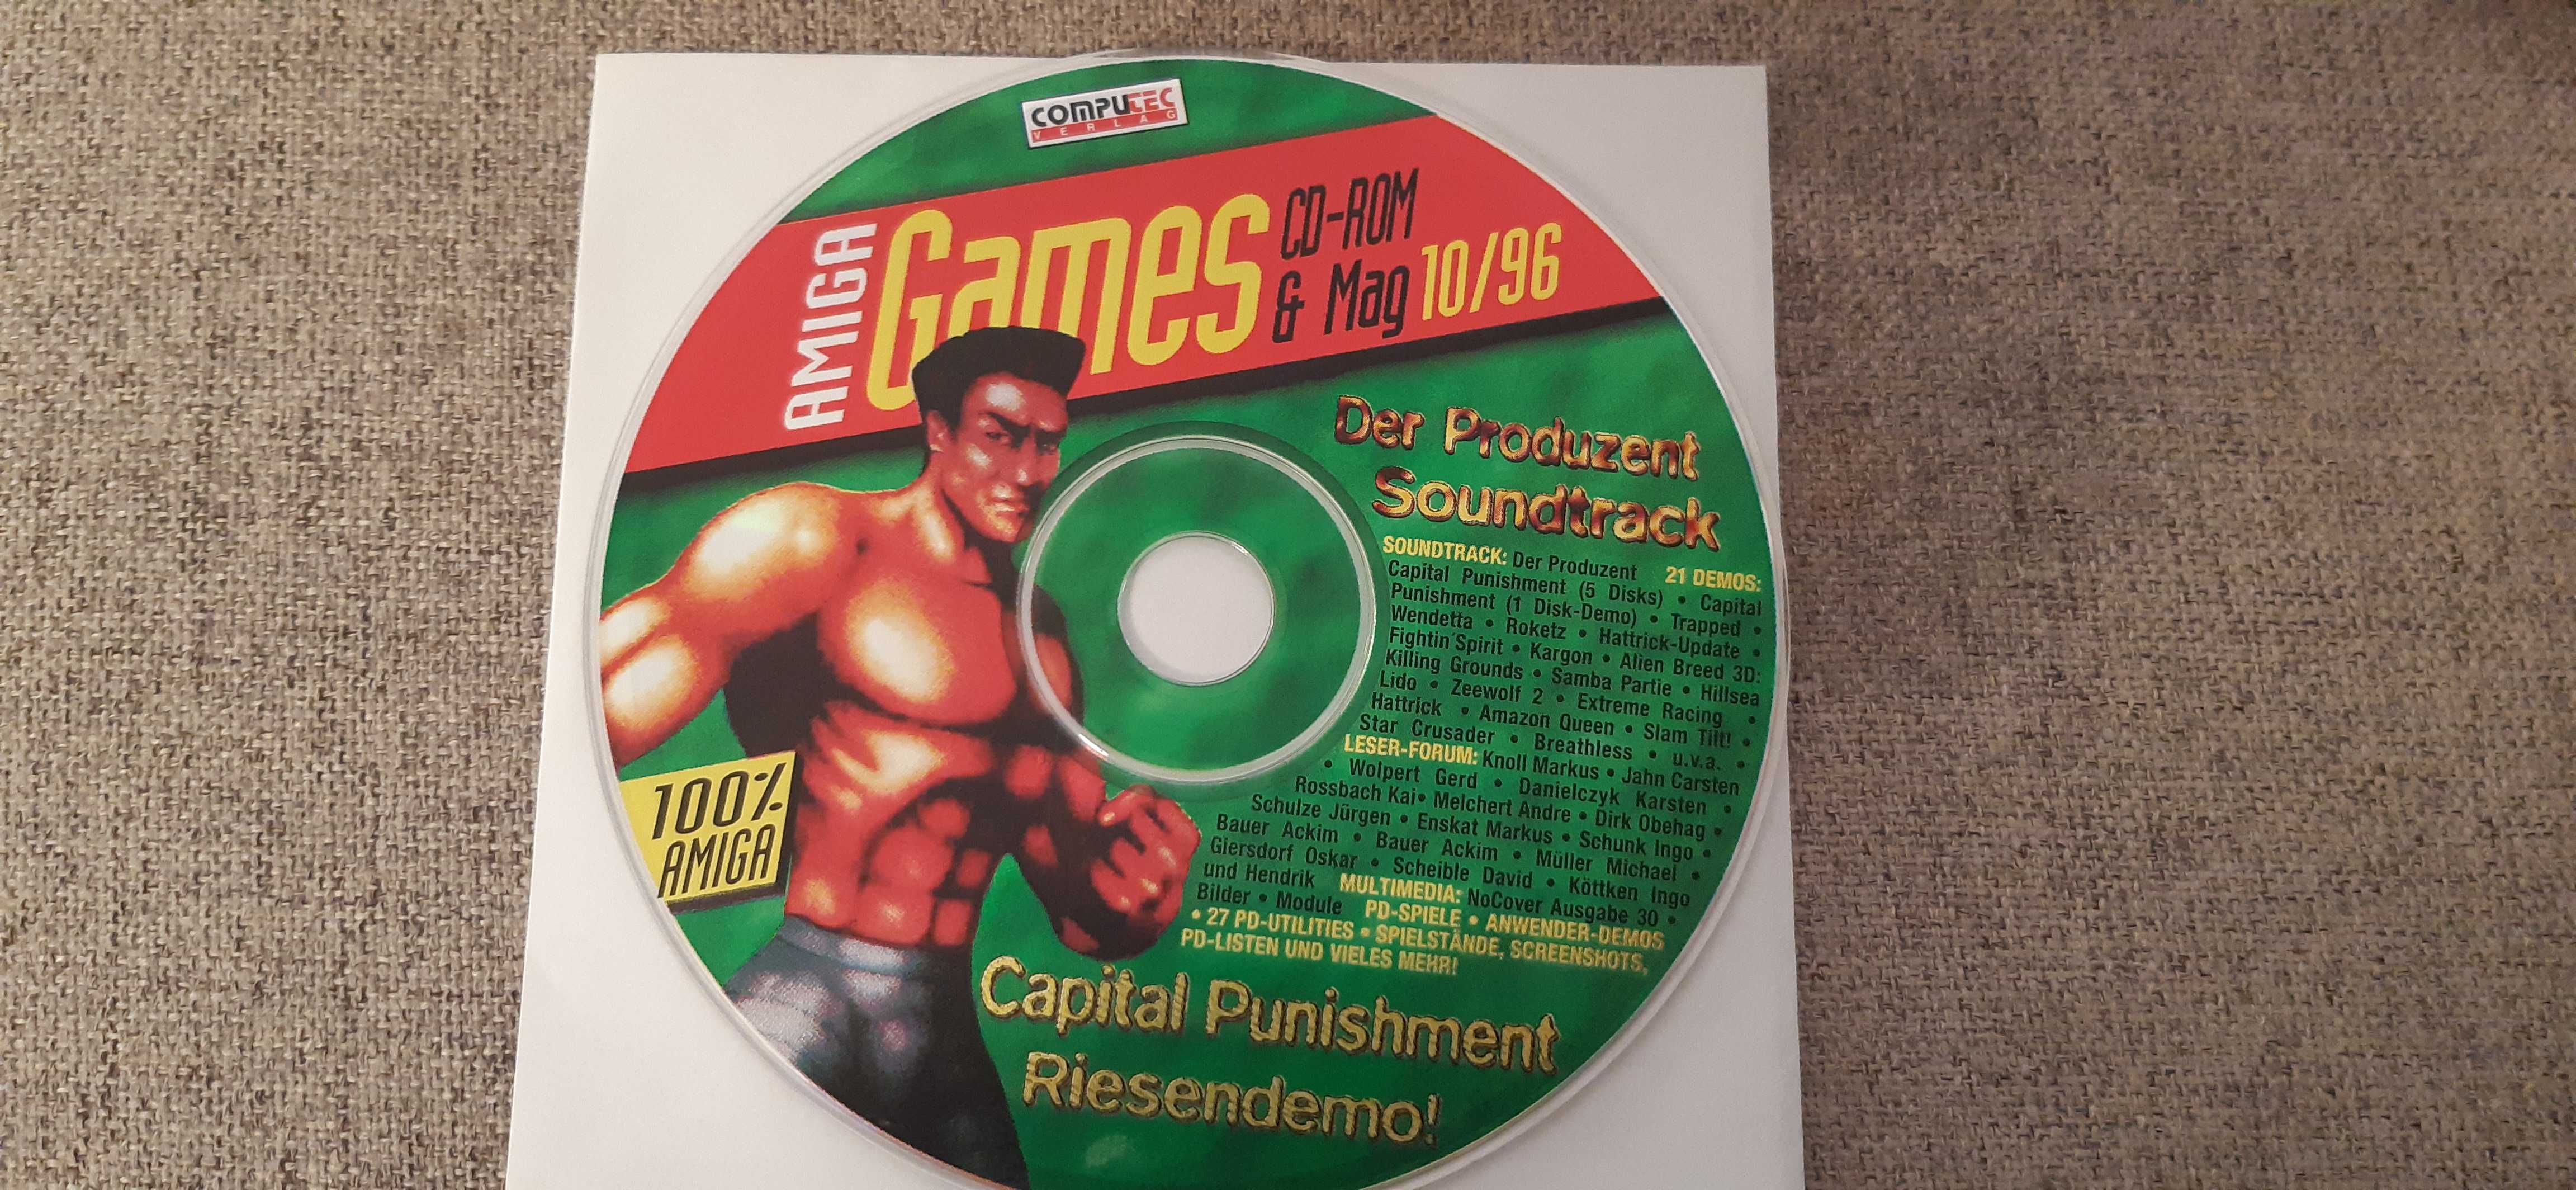 COMPUTEC
VERLAG
AMIGA
Games
CD-ROM
& Mag 10/96
Der Produzent
Soundtrack
SOUNDTRACK: Der Produzent 21 DEMOS:
Capital Punishment (5 Disks) • Capital
Punishment (1 Disk-Demo) • Trapped •
Wendetta • Roketz • Hattrick-Update •
Fightin´Spirit • Kargon • Alien Breed 3D:
Killing Grounds • Samba Partie • Hillsea
Lido • Zeewolf 2 • Extreme Racing •
Hattrick • Amazon Queen • Slam Tilt! •
Star Crusader • Breathless • u.v.a. •
LESER-FORUM: Knoll Markus • Jahn Carsten
• Wolpert Gerd • Danielczyk Karsten •
Rossbach Kai• Melchert Andre • Dirk Obehag •
Schulze Jürgen • Enskat Markus • Schunk Ingo •
Bauer Ackim • Bauer Ackim • Müller Michael •
Giersdorf Oskar • Scheible David • Köttken Ingo
und Hendrik MULTIMEDIA: NoCover Ausgabe 30 •
Bilder • Module PD-SPIELE • ANWENDER-DEMOS
• 27 PD-UTILITIES • SPIELSTÄNDE, SCREENSHOTS,
PD-LISTEN UND VIELES MEHR!
100%
AMIGA
Capital Punishment
Riesendemo!